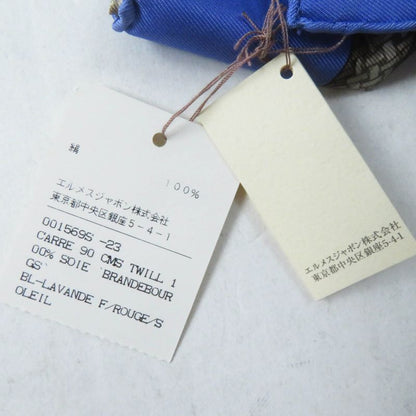 絹 100%
エルメスジャポン株式会社
東京都中央区銀座5-4-1
001569S -23
CARRE 90 CMS TWILL 1
00% SOIE `BRANDEBOUR
GS`
BL-LAVANDE F/ROUGE/S
OLEIL
エルメスジャポン株式会社
東京都中央区銀座5-4-1